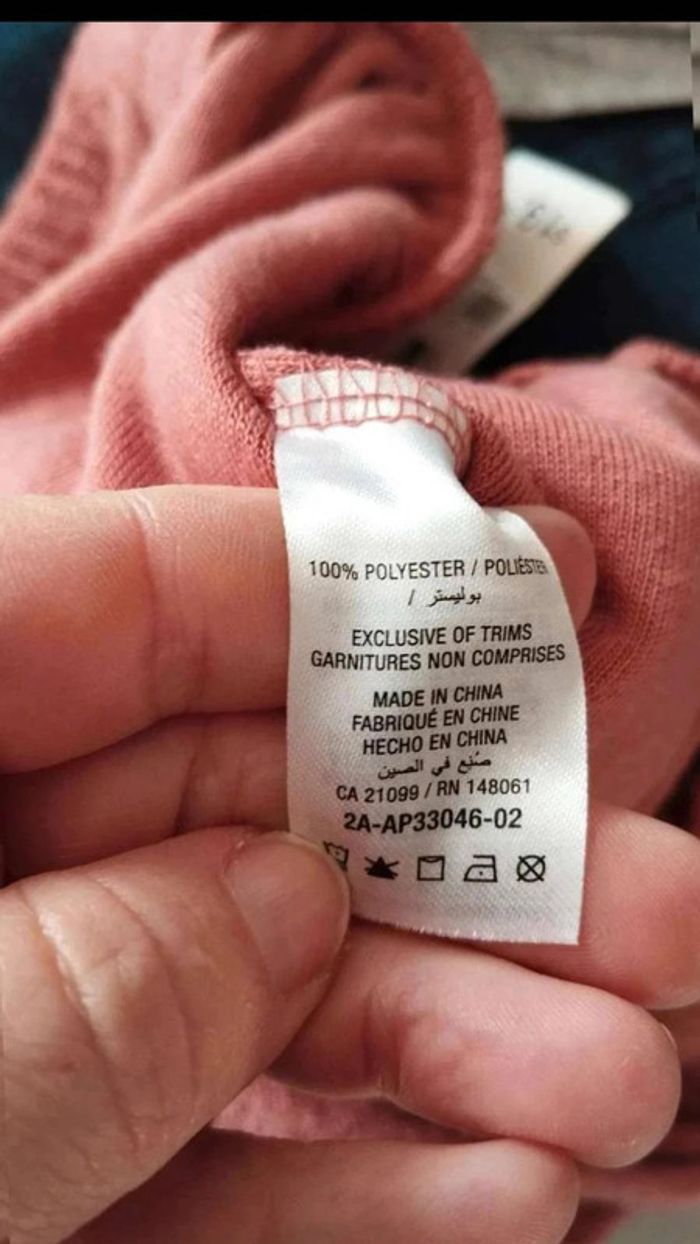 100% POLYESTER / POLIÉSTER
/ بوليستر
EXCLUSIVE OF TRIMS
GARNITURES NON COMPRISES
MADE IN CHINA
FABRIQUÉ EN CHINE
HECHO EN CHINA
صُنع في الصين
CA 21099 / RN 148061
2A-AP33046-02